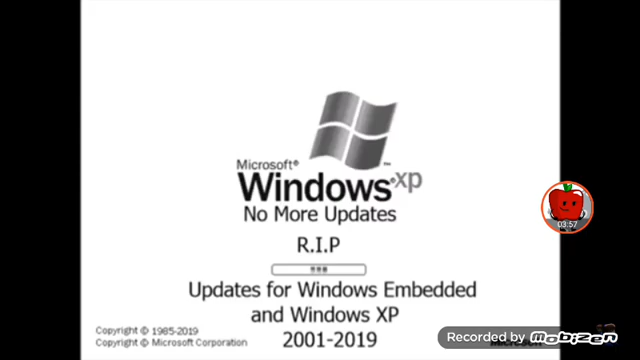 Microsoft®
Windows xp™
No More Updates
R.I.P
Updates for Windows Embedded
and Windows XP
2001-2019
Copyright © 1985-2019
Copyright © Microsoft Corporation
03:57
Recorded by Mobizen